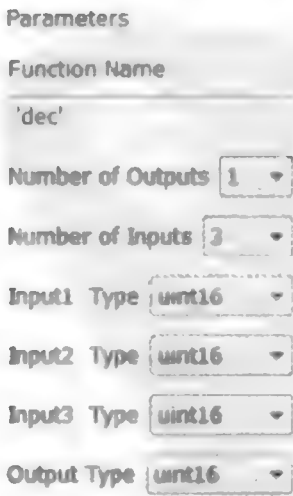 Parameters
Function Name
'dec'
Number of Outputs 1
Number of Inputs 3
Input1 Type uint16
Input2 Type uint16
Input3 Type uint16
Output Type uint16